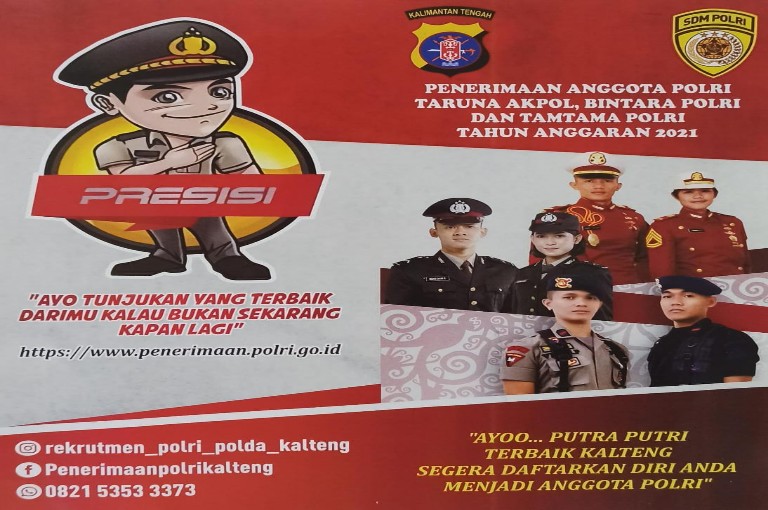 KALIMANTAN TENGAH
SDM POLRI
PENERIMAAN ANGGOTA POLRI
TARUNA AKPOL, BINTARA POLRI
DAN TAMTAMA POLRI
TAHUN ANGGARAN 2021
PRESISI
"AYO TUNJUKAN YANG TERBAIK
DARIMU KALAU BUKAN SEKARANG
KAPAN LAGI"
https://www.penerimaan.polri.go.id
rekrutmen_polri_polda_kalteng
Penerimaanpolrikalteng
0821 5353 3373
"AYOO... PUTRA PUTRI
TERBAIK KALTENG
SEGERA DAFTARKAN DIRI ANDA
MENJADI ANGGOTA POLRI"